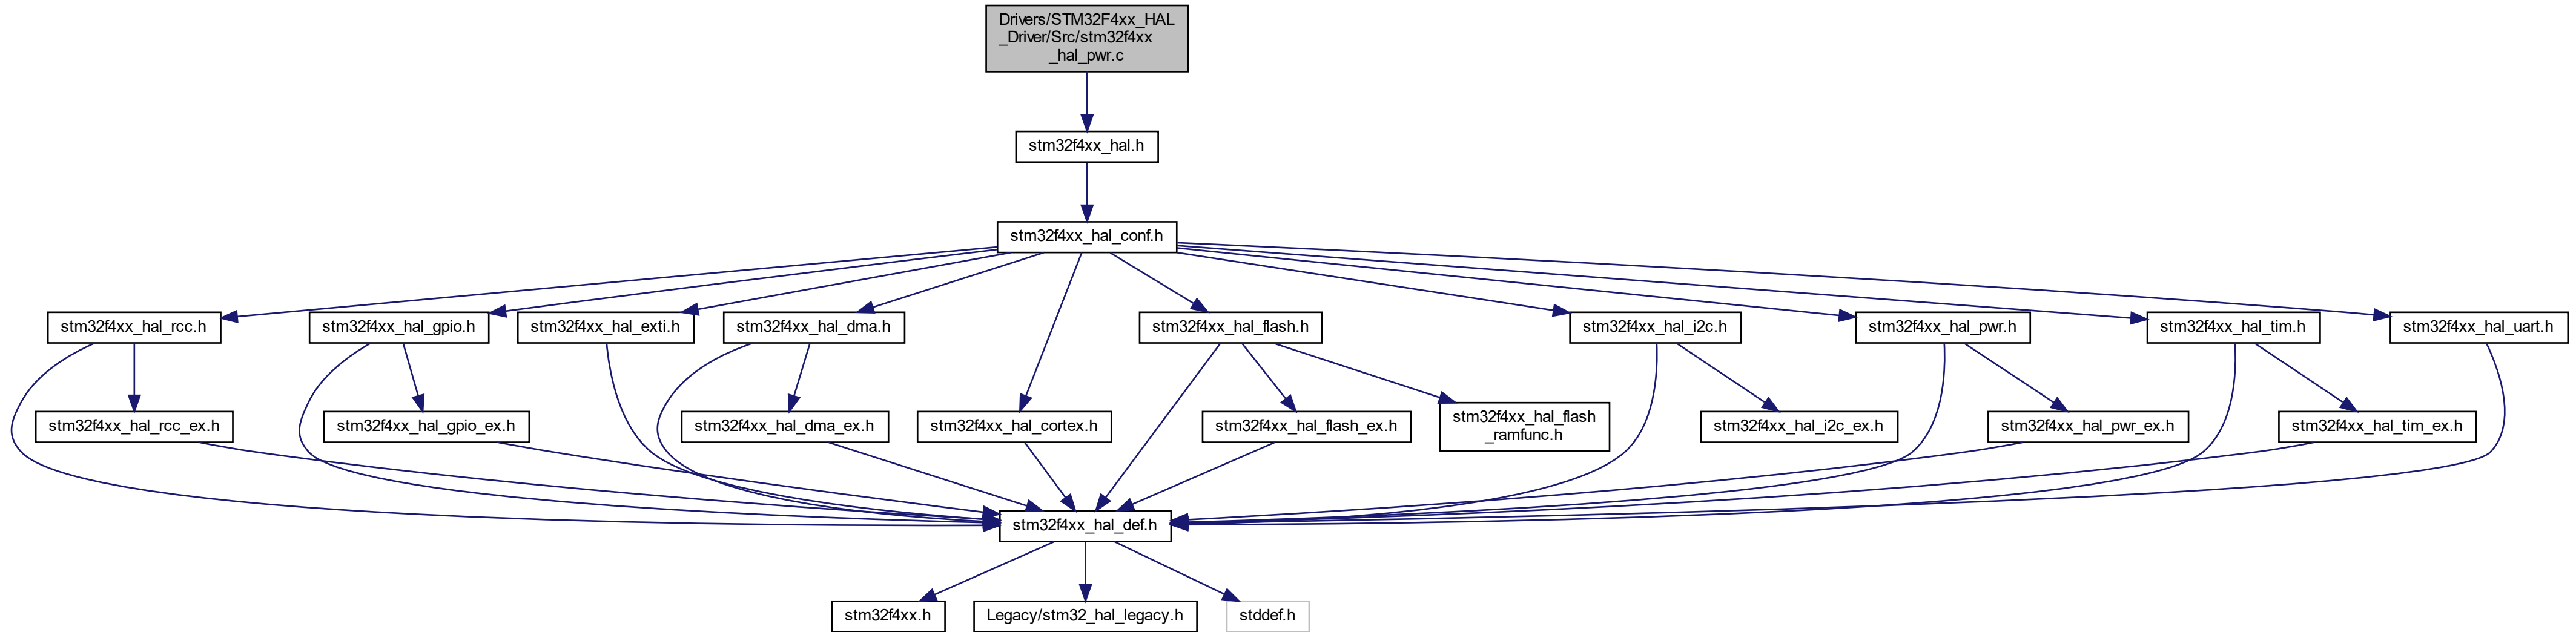 Drivers/STM32F4xx_HAL
_Driver/Src/stm32f4xx
_hal_pwr.c
stm32f4xx_hal.h
stm32f4xx_hal_conf.h
stm32f4xx_hal_rcc.h
stm32f4xx_hal_gpio.h
stm32f4xx_hal_exti.h
stm32f4xx_hal_dma.h
stm32f4xx_hal_flash.h
stm32f4xx_hal_i2c.h
stm32f4xx_hal_pwr.h
stm32f4xx_hal_tim.h
stm32f4xx_hal_uart.h
stm32f4xx_hal_rcc_ex.h
stm32f4xx_hal_gpio_ex.h
stm32f4xx_hal_dma_ex.h
stm32f4xx_hal_cortex.h
stm32f4xx_hal_flash_ex.h
stm32f4xx_hal_flash
_ramfunc.h
stm32f4xx_hal_i2c_ex.h
stm32f4xx_hal_pwr_ex.h
stm32f4xx_hal_tim_ex.h
stm32f4xx_hal_def.h
stm32f4xx.h
Legacy/stm32_hal_legacy.h
stddef.h